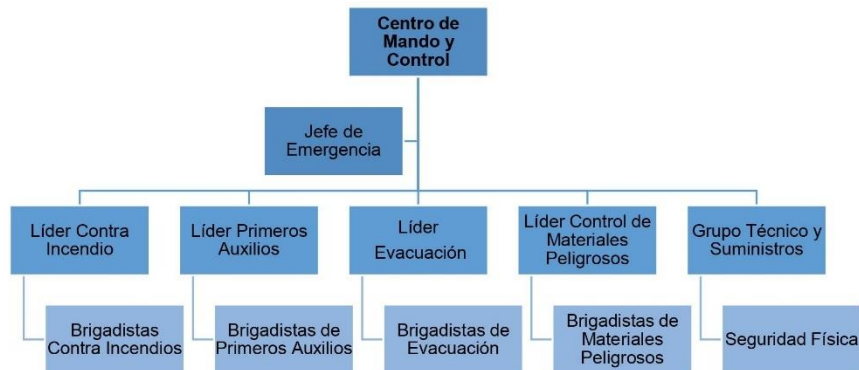 Centro de
Mando y
Control
Jefe de
Emergencia
Líder Contra
Incendio
Líder Primeros
Auxilios
Líder
Evacuación
Líder Control de
Materiales
Peligrosos
Grupo Técnico y
Suministros
Brigadistas
Contra Incendios
Brigadistas de
Primeros Auxilios
Brigadistas de
Evacuación
Brigadistas de
Materiales
Peligrosos
Seguridad Física